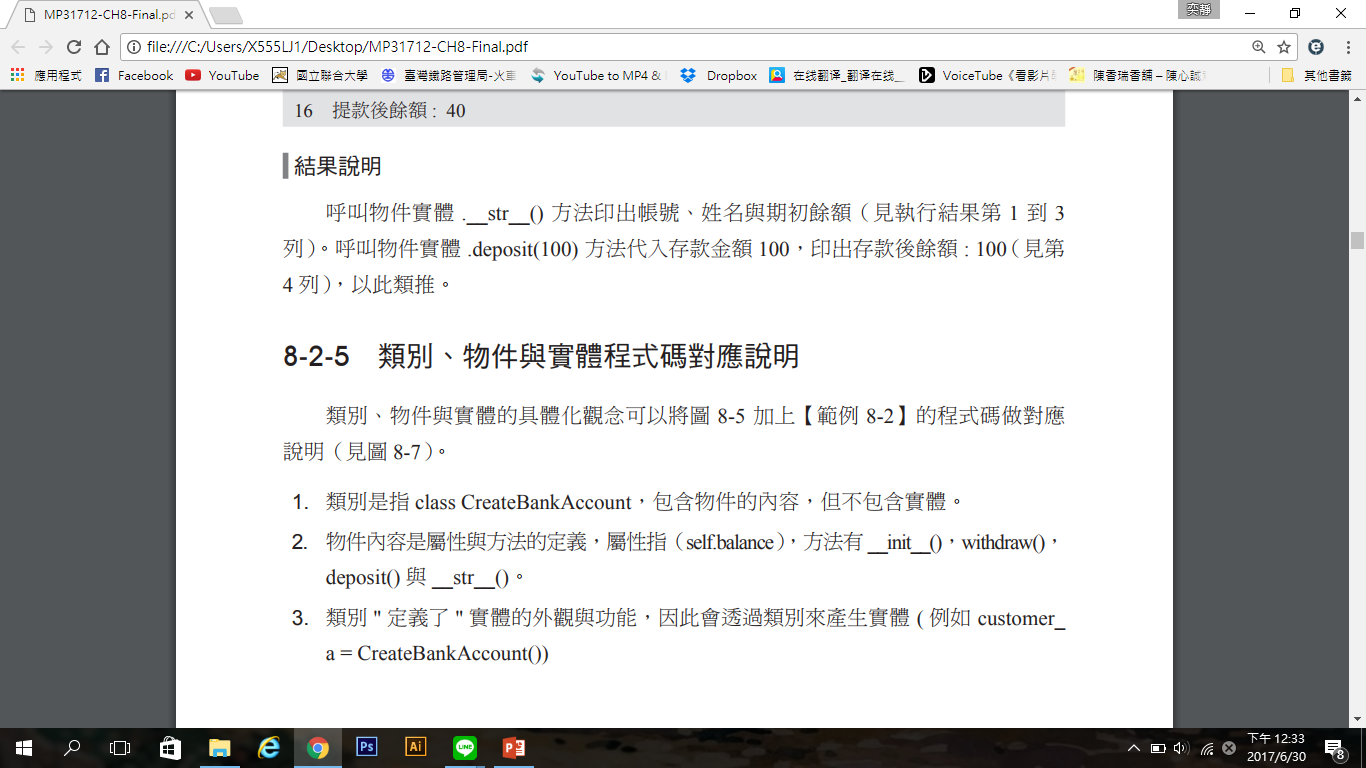 MP31712-CH8-Final.pd
奕靜
file:///C:/Users/X555LJ1/Desktop/MP31712-CH8-Final.pdf
應用程式 Facebook YouTube 國立聯合大學 臺灣鐵路管理局-火車 YouTube to MP4 & Dropbox 在线翻译_翻译在线_ VoiceTube《看影片 陳香瑞香舖 – 陳心誠 其他書籤
16 提款後餘額 : 40
結果說明
呼叫物件實體 .__str__() 方法印出帳號、姓名與期初餘額（見執行結果第 1 到 3
列）。呼叫物件實體 .deposit(100) 方法代入存款金額 100，印出存款後餘額 : 100（見第
4 列），以此類推。
8-2-5 類別、物件與實體程式碼對應說明
類別、物件與實體的具體化觀念可以將圖 8-5 加上【範例 8-2】的程式碼做對應
說明（見圖 8-7）。
1. 類別是指 class CreateBankAccount，包含物件的內容，但不包含實體。
2. 物件內容是屬性與方法的定義，屬性指（self.balance），方法有 __init__()，withdraw()，
deposit() 與 __str__()。
3. 類別 " 定義了 " 實體的外觀與功能，因此會透過類別來產生實體 ( 例如 customer_
a = CreateBankAccount())
Ps Ai LINE P
下午 12:33
2017/6/30
8